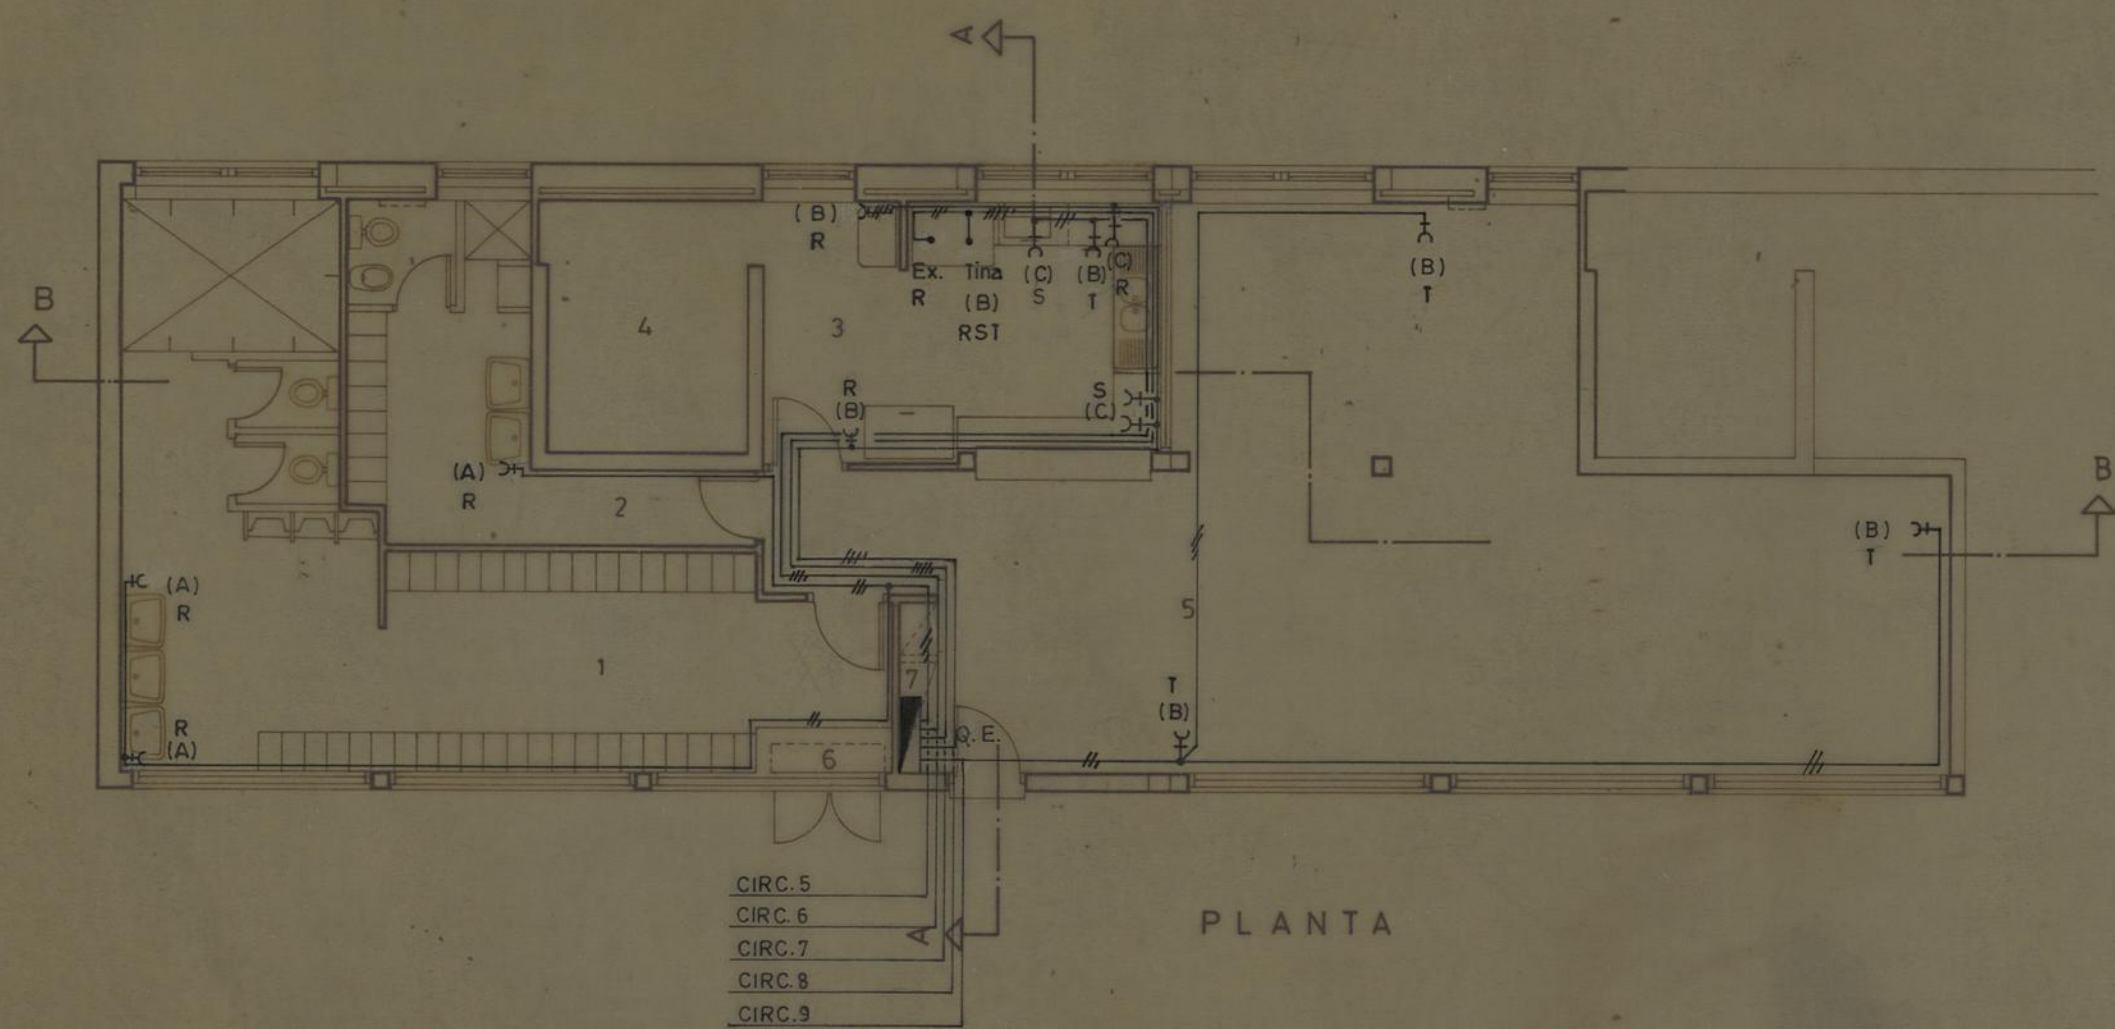 A
B
(B)
R
Ex.
R
Tina
(B)
RST
(C)
S
(B)
T
(C)
R
(B)
T
4
3
R
(B)
S
(C)
(A)
R
2
B
(B)
T
(A)
R
5
1
7
T
(B)
R
(A)
Q.E.
6
CIRC.5
CIRC.6
A
CIRC.7
CIRC.8
CIRC.9
PLANTA